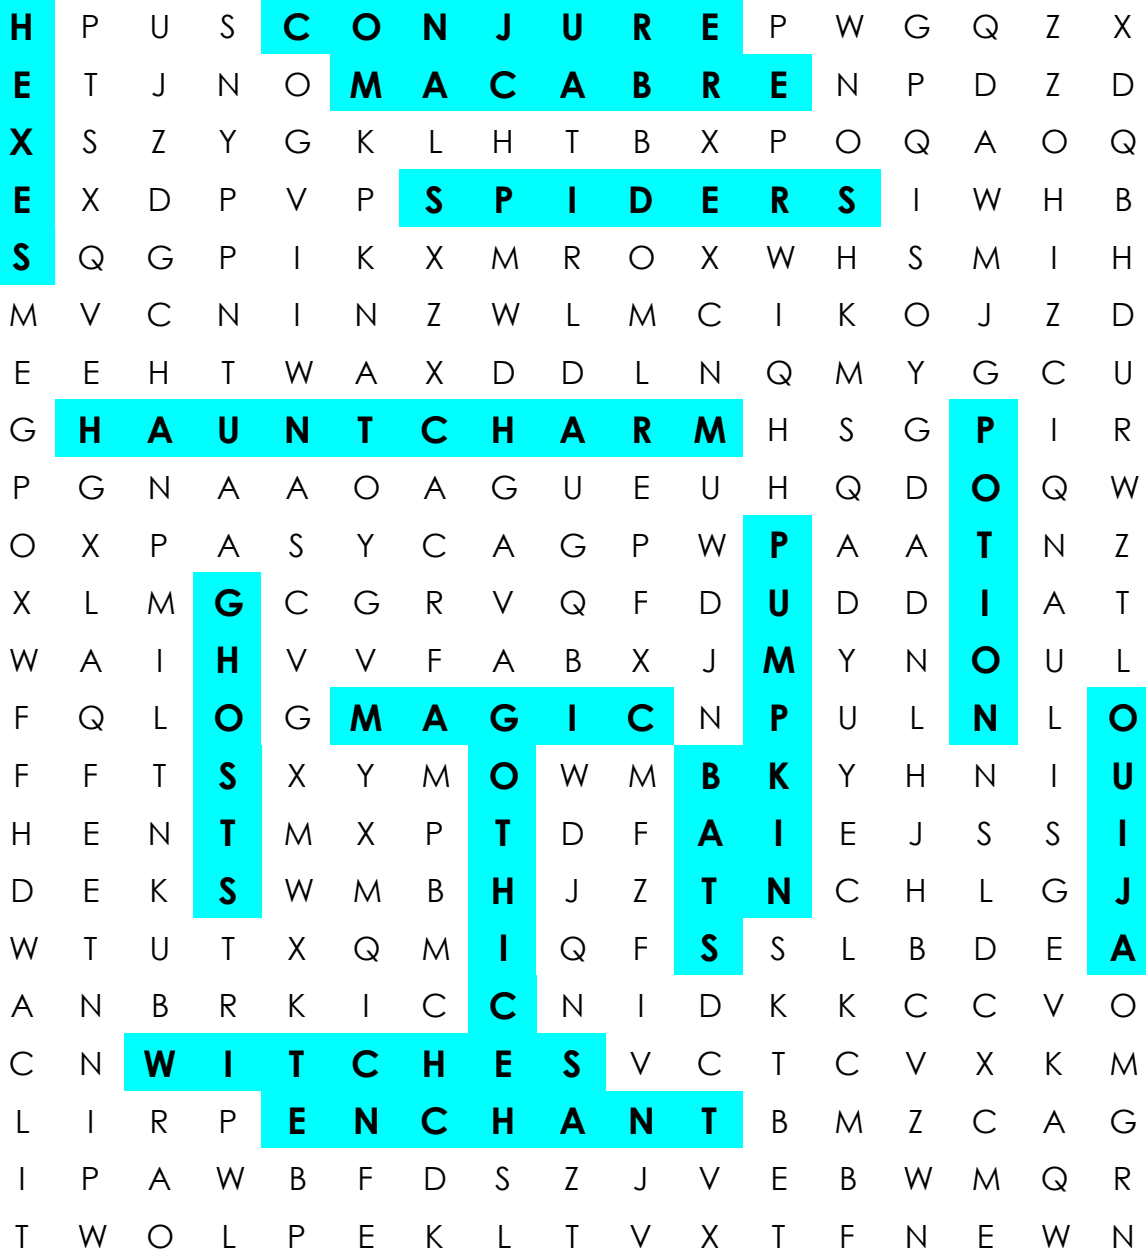 H P U S C O N J U R E P W G Q Z X
E T J N O M A C A B R E N P D Z D
X S Z Y G K L H T B X P O Q A O Q
E X D P V P S P I D E R S I W H B
S Q G P I K X M R O X W H S M I H
M V C N I N Z W L M C I K O J Z D
E E H T W A X D D L N Q M Y G C U
G H A U N T C H A R M H S G P I R
P G N A A O A G U E U H Q D O Q W
O X P A S Y C A G P W P A A T N Z
X L M G C G R V Q F D U D D I A T
W A I H V V F A B X J M Y N O U L
F Q L O G M A G I C N P U L N L O
F F T S X Y M O W M B K Y H N I U
H E N T M X P T D F A I E J S S I
D E K S W M B H J Z T N C H L G J
W T U T X Q M I Q F S S L B D E A
A N B R K I C C N I D K K C C V O
C N W I T C H E S V C T C V X K M
L I R P E N C H A N T B M Z C A G
I P A W B F D S Z J V E B W M Q R
T W O L P E K L T V X T F N E W N